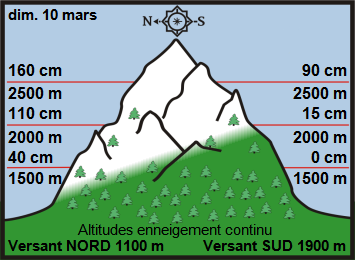 dim. 10 mars
N S
160 cm 90 cm
2500 m 2500 m
110 cm 15 cm
2000 m 2000 m
40 cm 0 cm
1500 m 1500 m
Altitudes enneigement continu
Versant NORD 1100 m Versant SUD 1900 m